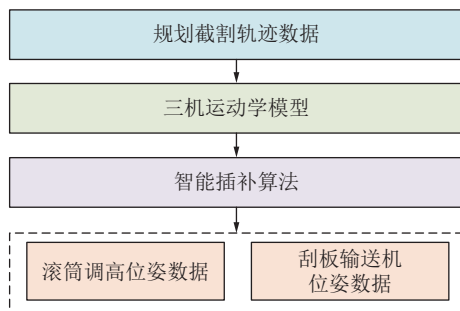 规划截割轨迹数据
三机运动学模型
智能插补算法
滚筒调高位姿数据
刮板输送机
位姿数据